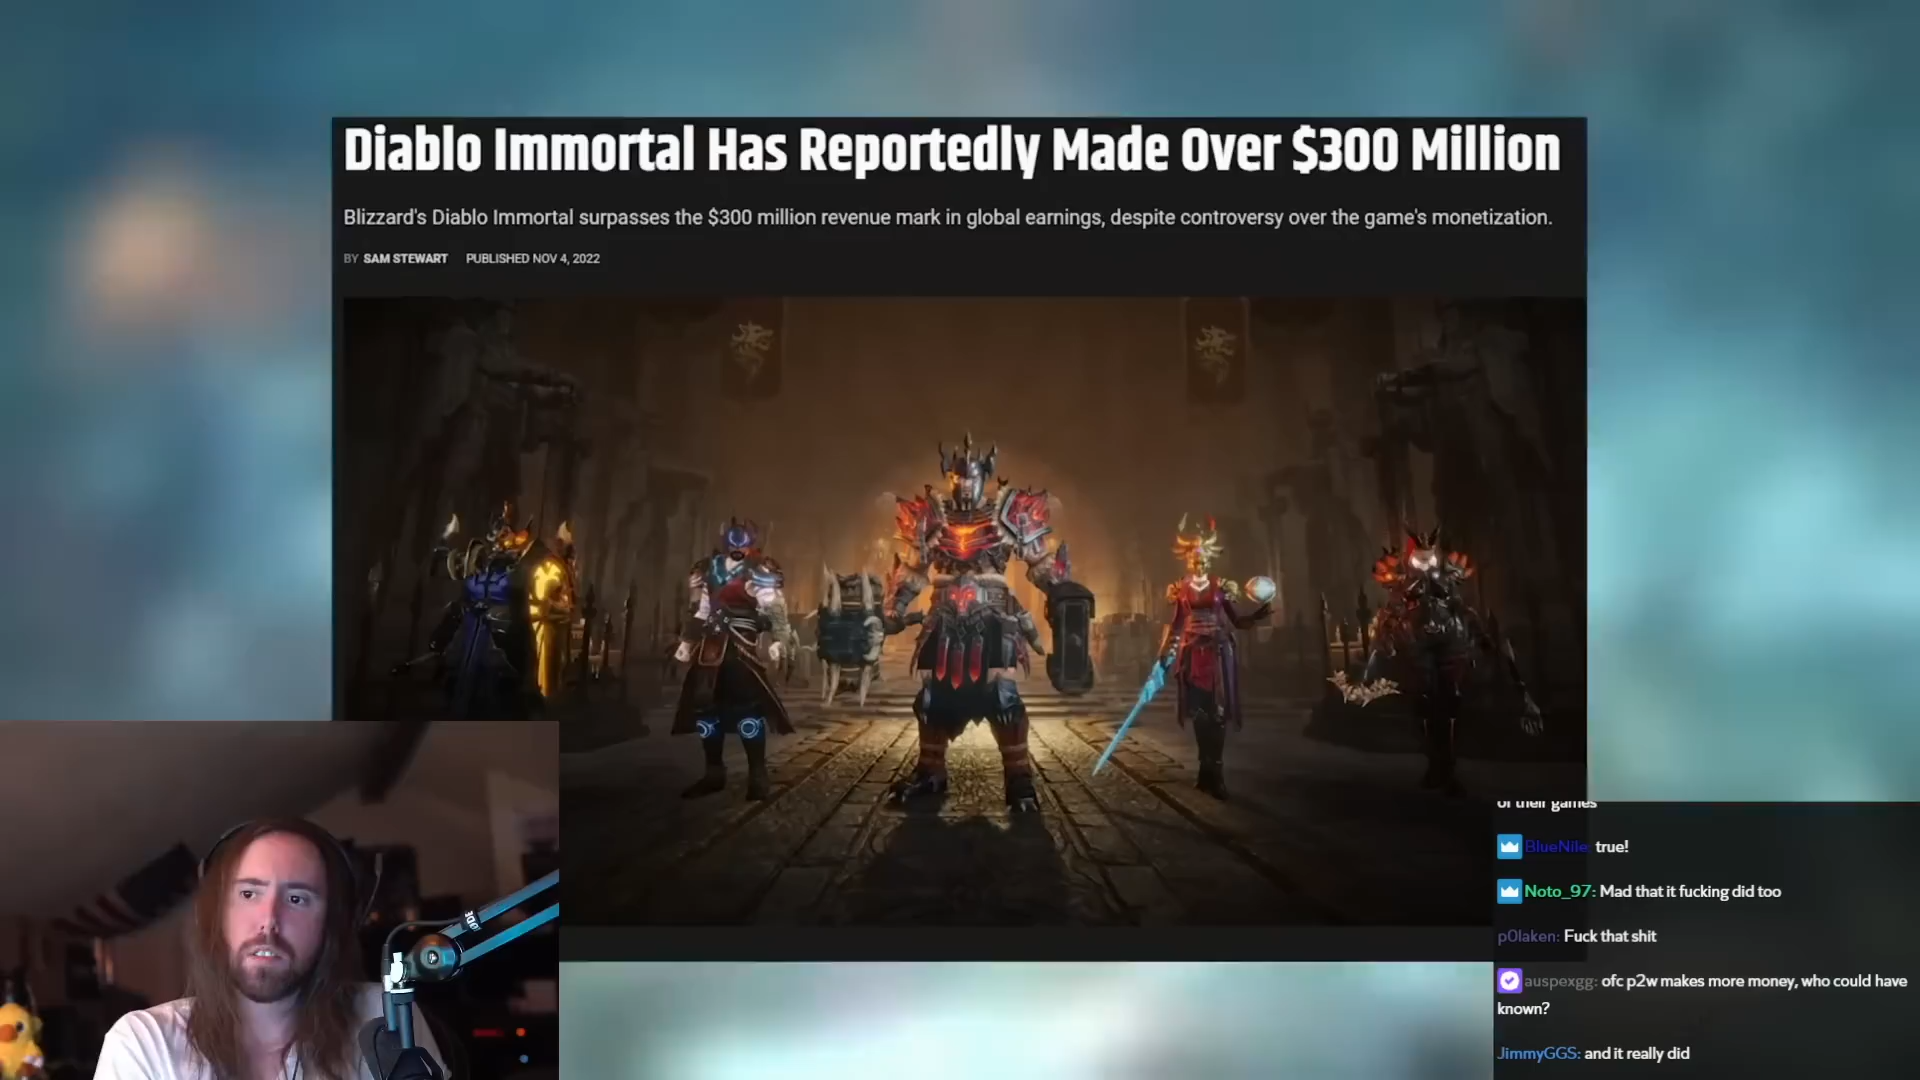 Diablo Immortal Has Reportedly Made Over $300 Million
Blizzard's Diablo Immortal surpasses the $300 million revenue mark in global earnings, despite controversy over the game's monetization.
BY SAM STEWART PUBLISHED NOV 4, 2022
of their games
BlueNile: true!
Noto_97: Mad that it fucking did too
p0laken: Fuck that shit
auspexgg: ofc p2w makes more money, who could have
known?
JimmyGGS: and it really did